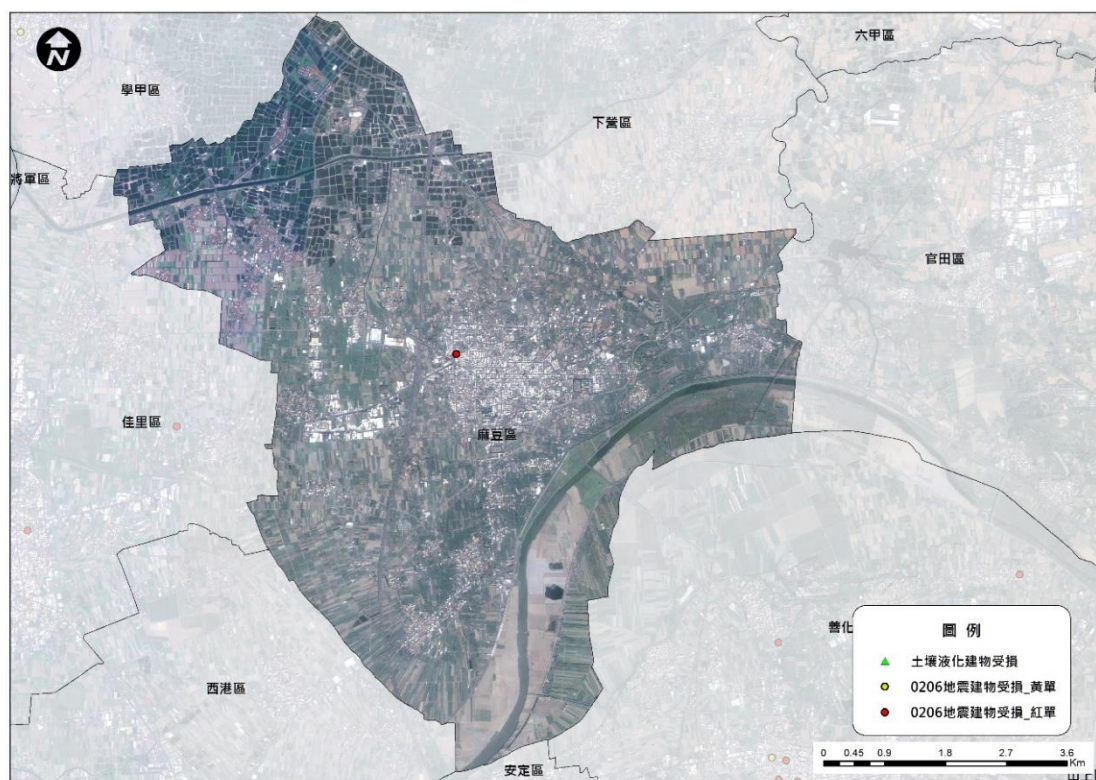 N
六甲區
學甲區
下營區
將軍區
官田區
佳里區
麻豆區
善化
西港區
安定區
圖 例
土壤液化建物受損
0206地震建物受損_黃單
0206地震建物受損_紅單
0 0.45 0.9 1.8 2.7 3.6
Km